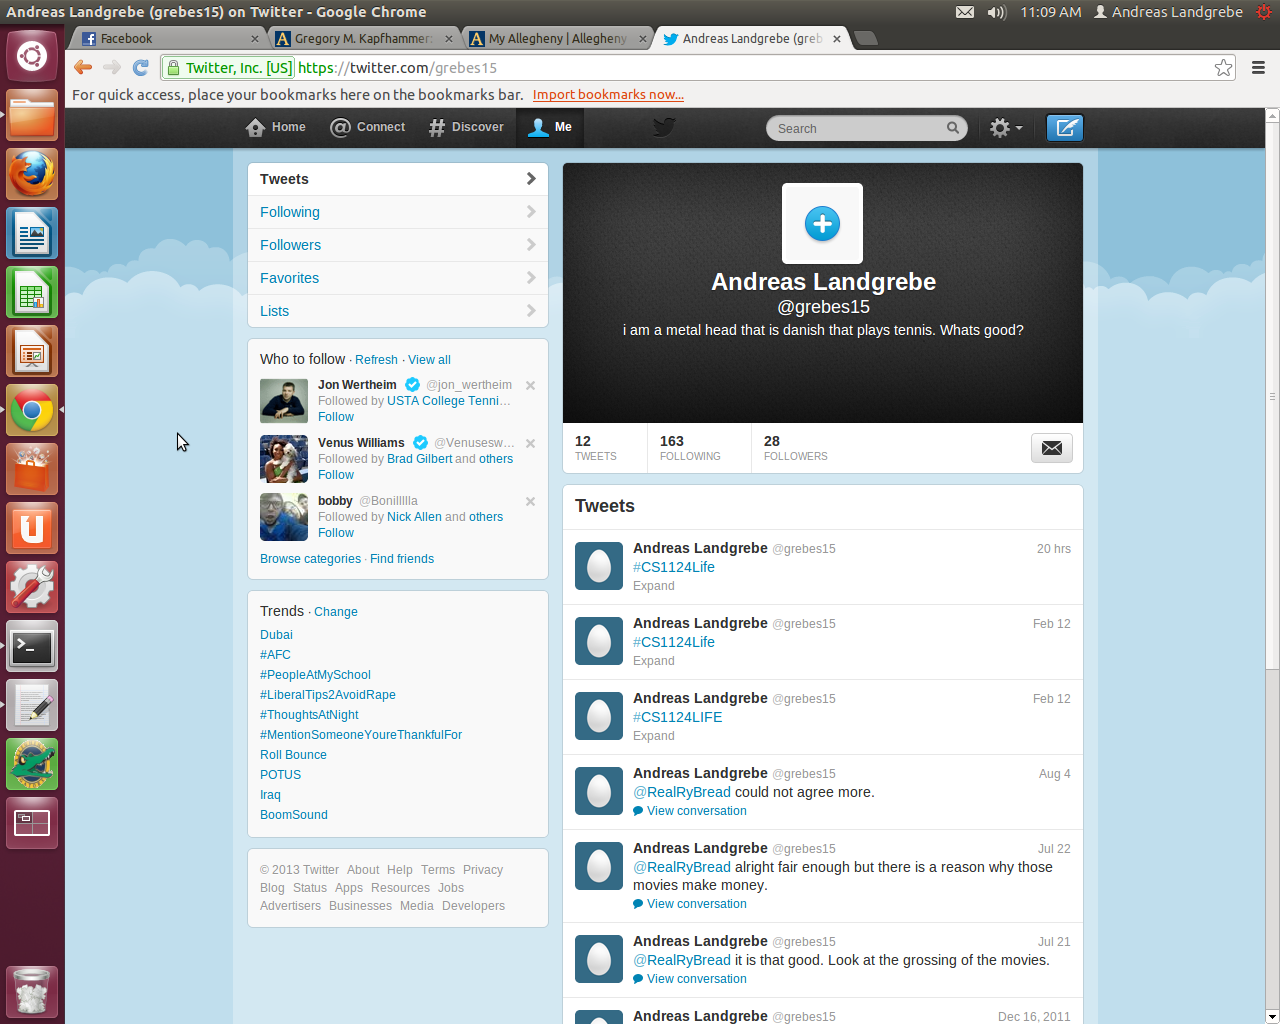 Andreas Landgrebe (grebes15) on Twitter - Google Chrome
11:09 AM Andreas Landgrebe
Facebook
Gregory M. Kapfhammer
My Allegheny | Allegheny
Andreas Landgrebe (greb
Twitter, Inc. [US] https://twitter.com/grebes15
For quick access, place your bookmarks here on the bookmarks bar. Import bookmarks now...
Home Connect Discover Me Search
Tweets
Following
Followers
Favorites
Lists
Who to follow · Refresh · View all
Jon Wertheim @jon_wertheim
Followed by USTA College Tenni...
Follow
Venus Williams @Venusesw...
Followed by Brad Gilbert and others
Follow
bobby @Bonillllla
Followed by Nick Allen and others
Follow
Browse categories · Find friends
Trends · Change
Dubai
#AFC
#PeopleAtMySchool
#LiberalTips2AvoidRape
#ThoughtsAtNight
#MentionSomeoneYoureThankfulFor
Roll Bounce
POTUS
Iraq
BoomSound
© 2013 Twitter About Help Terms Privacy
Blog Status Apps Resources Jobs
Advertisers Businesses Media Developers
Andreas Landgrebe
@grebes15
i am a metal head that is danish that plays tennis. Whats good?
12 163 28
TWEETS FOLLOWING FOLLOWERS
Tweets
Andreas Landgrebe @grebes15 20 hrs
#CS1124Life
Expand
Andreas Landgrebe @grebes15 Feb 12
#CS1124Life
Expand
Andreas Landgrebe @grebes15 Feb 12
#CS1124LIFE
Expand
Andreas Landgrebe @grebes15 Aug 4
@RealRyBread could not agree more.
View conversation
Andreas Landgrebe @grebes15 Jul 22
@RealRyBread alright fair enough but there is a reason why those
movies make money.
View conversation
Andreas Landgrebe @grebes15 Jul 21
@RealRyBread it is that good. Look at the grossing of the movies.
View conversation
Andreas Landgrebe @grebes15 Dec 16, 2011